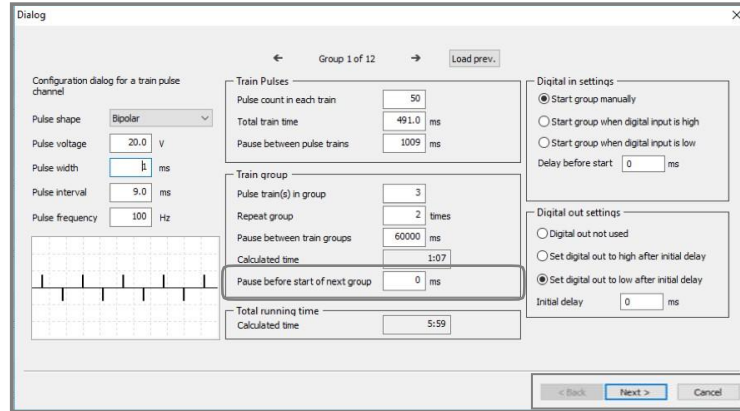 Dialog
Group 1 of 12
Load prev.
Configuration dialog for a train pulse
channel
Pulse shape Bipolar
Pulse voltage 20.0 V
Pulse width 1 ms
Pulse interval 9.0 ms
Pulse frequency 100 Hz
Train Pulses
Pulse count in each train 50
Total train time 491.0 ms
Pause between pulse trains 1009 ms
Train group
Pulse train(s) in group 3
Repeat group 2 times
Pause between train groups 60000 ms
Calculated time 1:07
Pause before start of next group 0 ms
Total running time
Calculated time 5:59
Digital in settings
Start group manually
Start group when digital input is high
Start group when digital input is low
Delay before start 0 ms
Digital out settings
Digital out not used
Set digital out to high after initial delay
Set digital out to low after initial delay
Initial delay 0 ms
< Back Next > Cancel